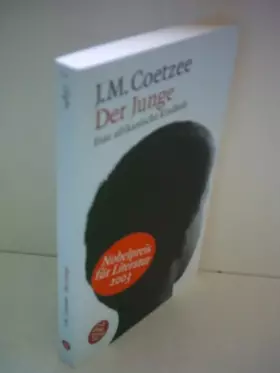 J.M. Coetzee
Der Junge
Eine afrikanische Kindheit
Nobelpreis
für Literatur
2003